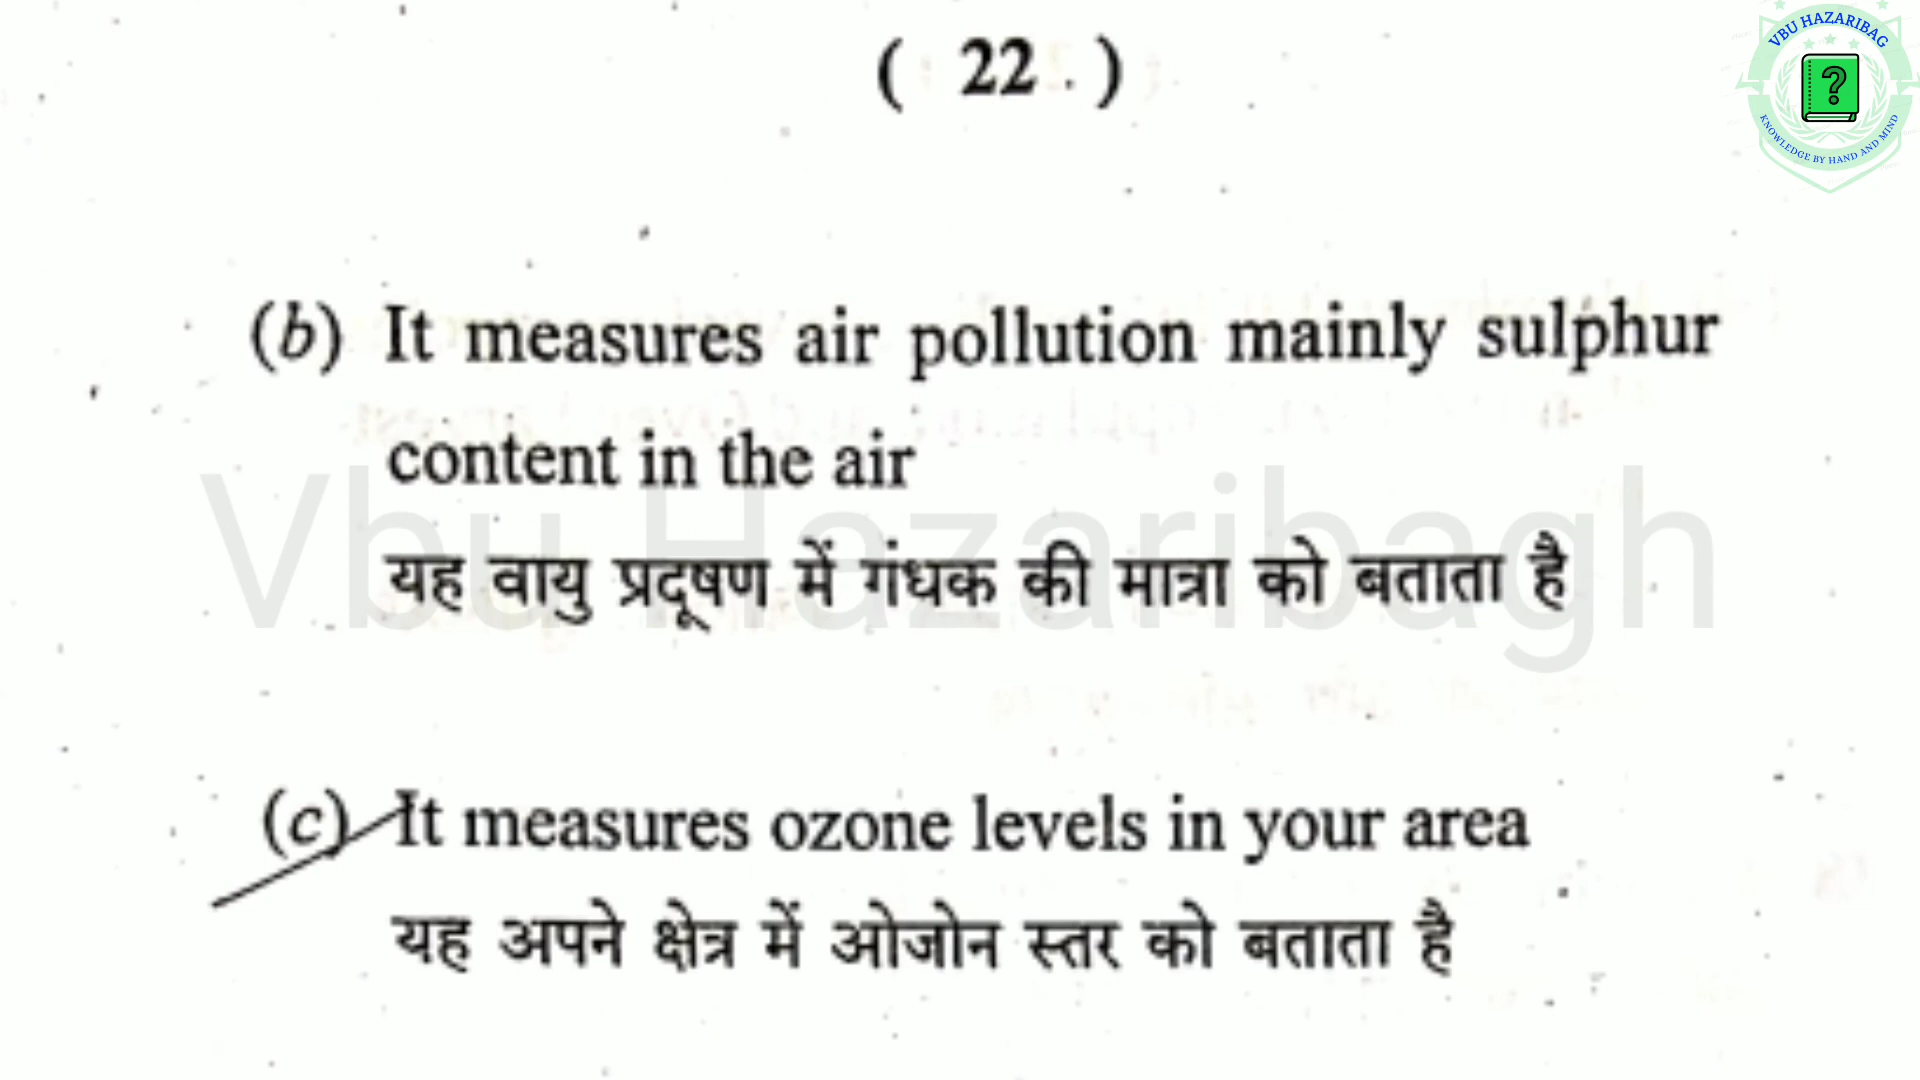 ( 22 )
VBU HAZARIBAG
?
KNOWLEDGE BY HAND AND MIND
(b) It measures air pollution mainly sulphur
content in the air
Vbu Hazaribagh
यह वायु प्रदूषण में गंधक की मात्रा को बताता है
(c) It measures ozone levels in your area
यह अपने क्षेत्र में ओजोन स्तर को बताता है